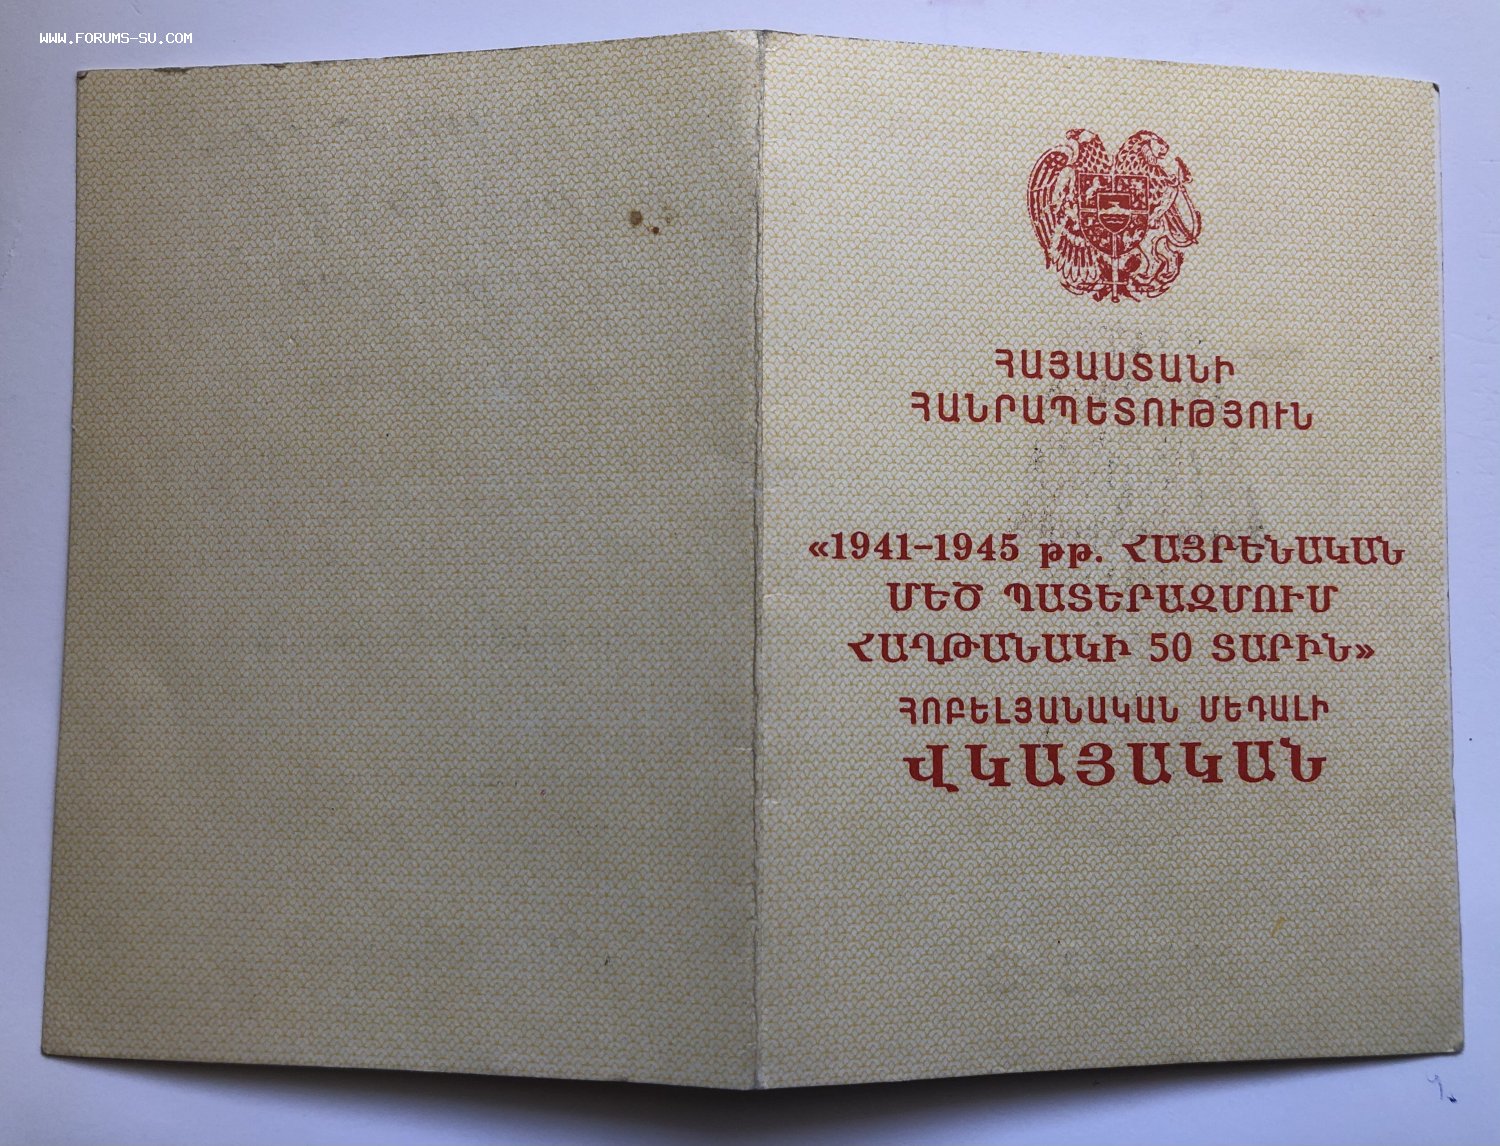 WWW.FORUMS-SU.COM
ՀԱՅԱՍՏԱՆԻ
ՀԱՆՐԱՊԵՏՈՒԹՅՈՒՆ
«1941–1945 թթ. ՀԱՅՐԵՆԱԿԱՆ
ՄԵԾ ՊԱՏԵՐԱԶՄՈՒՄ
ՀԱՂԹԱՆԱԿԻ 50 ՏԱՐԻՆ»
ՀՈԲԵԼՅԱՆԱԿԱՆ ՄԵԴԱԼԻ
ՎԿԱՅԱԿԱՆ